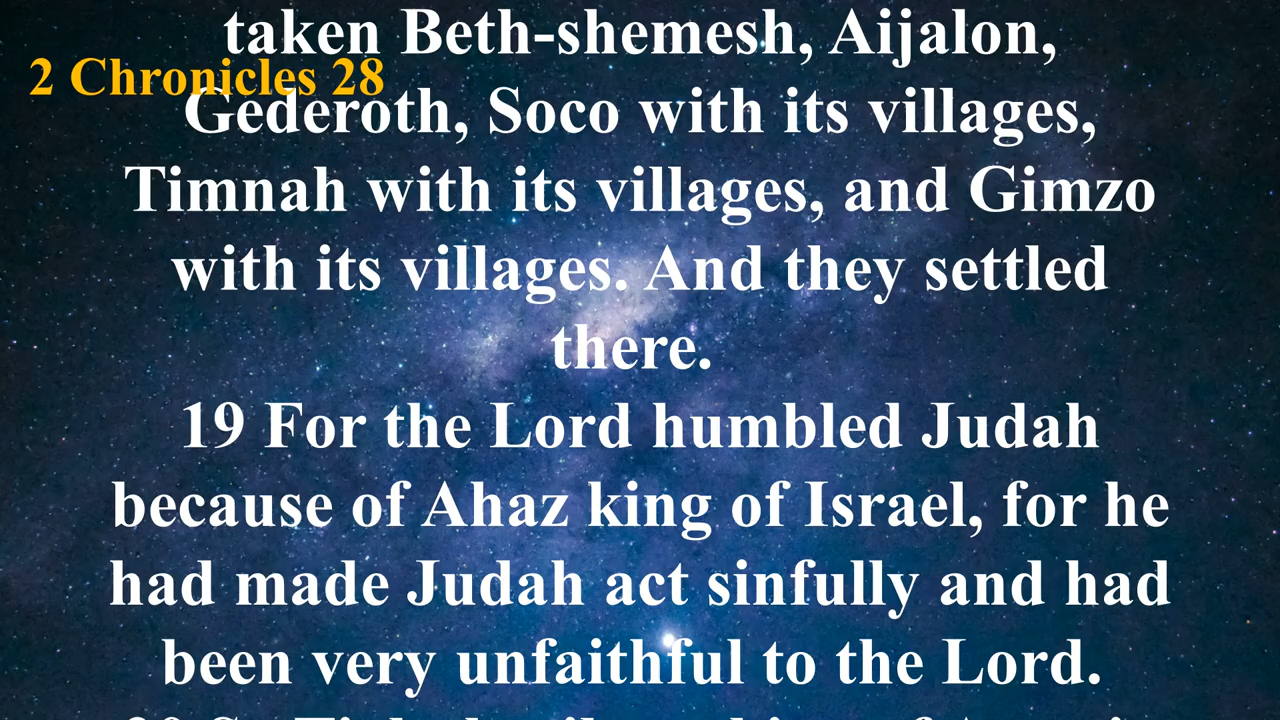 taken Beth-shemesh, Aijalon,
2 Chronicles 28
Gederoth, Soco with its villages,
Timnah with its villages, and Gimzo
with its villages. And they settled
there.
19 For the Lord humbled Judah
because of Ahaz king of Israel, for he
had made Judah act sinfully and had
been very unfaithful to the Lord.